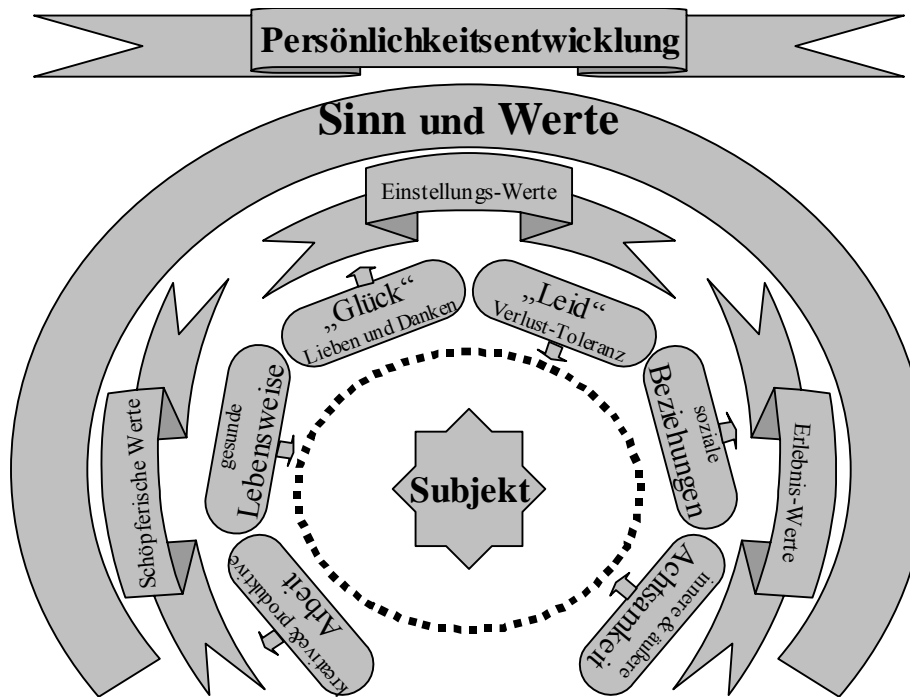 Persönlichkeitsentwicklung
Sinn und Werte
Einstellungs-Werte
„Glück“
Lieben und Danken
„Leid“
Verlust-Toleranz
gesunde
Lebensweise
soziale
Beziehungen
Schöpferische Werte
Erlebnis-Werte
Subjekt
Arbeit
kreative& produktive
Achtsamkeit
innere & äußere